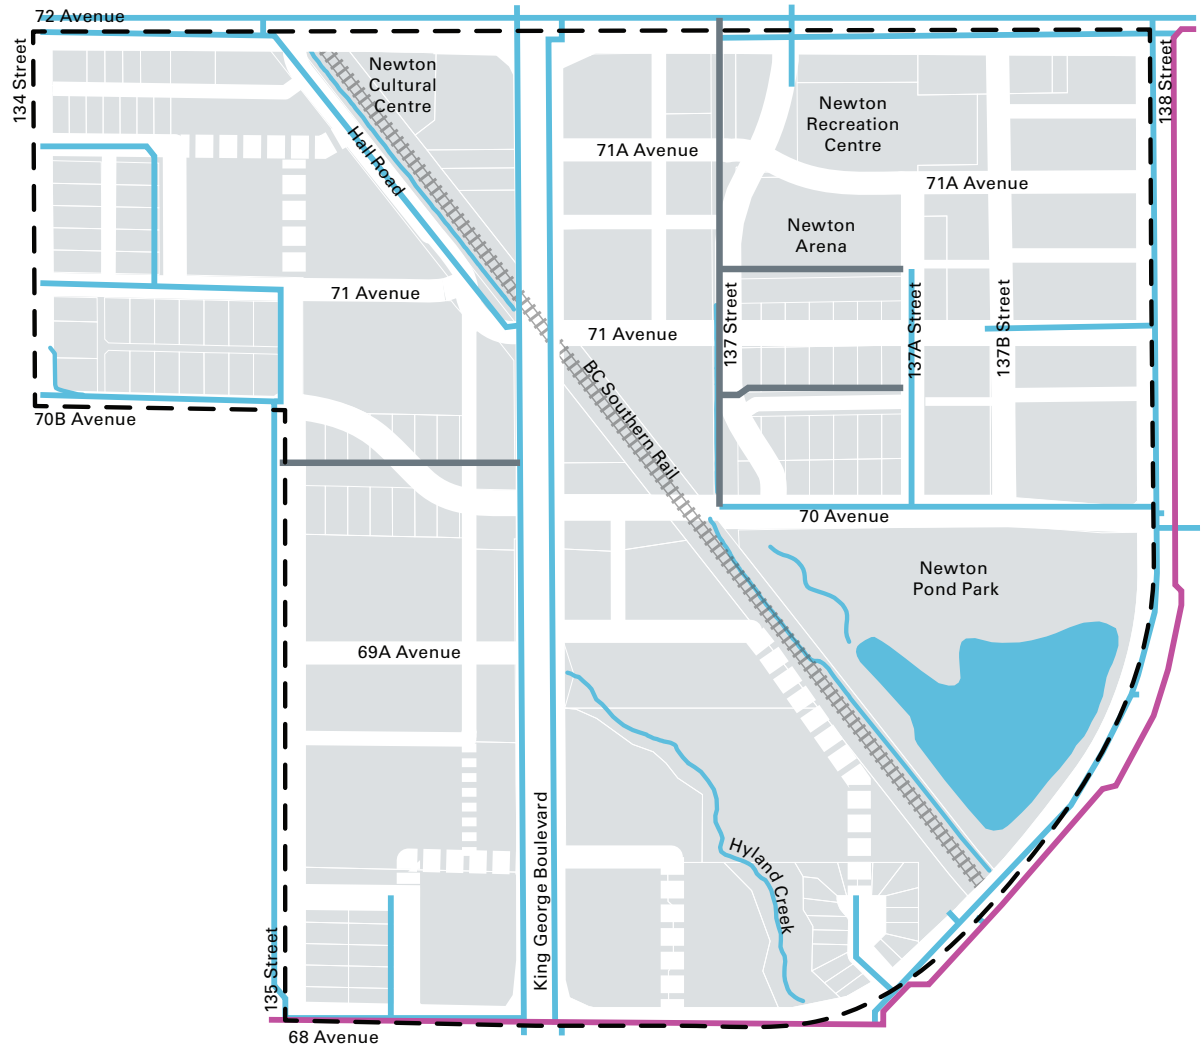 72 Avenue
134 Street
Newton
Cultural
Centre
138 Street
Newton
Recreation
Centre
Hall Road
71A Avenue
71A Avenue
Newton
Arena
71 Avenue
71 Avenue
137 Street
137A Street
137B Street
BC Southern Rail
70B Avenue
70 Avenue
Newton
Pond Park
69A Avenue
King George Boulevard
Hyland Creek
135 Street
68 Avenue